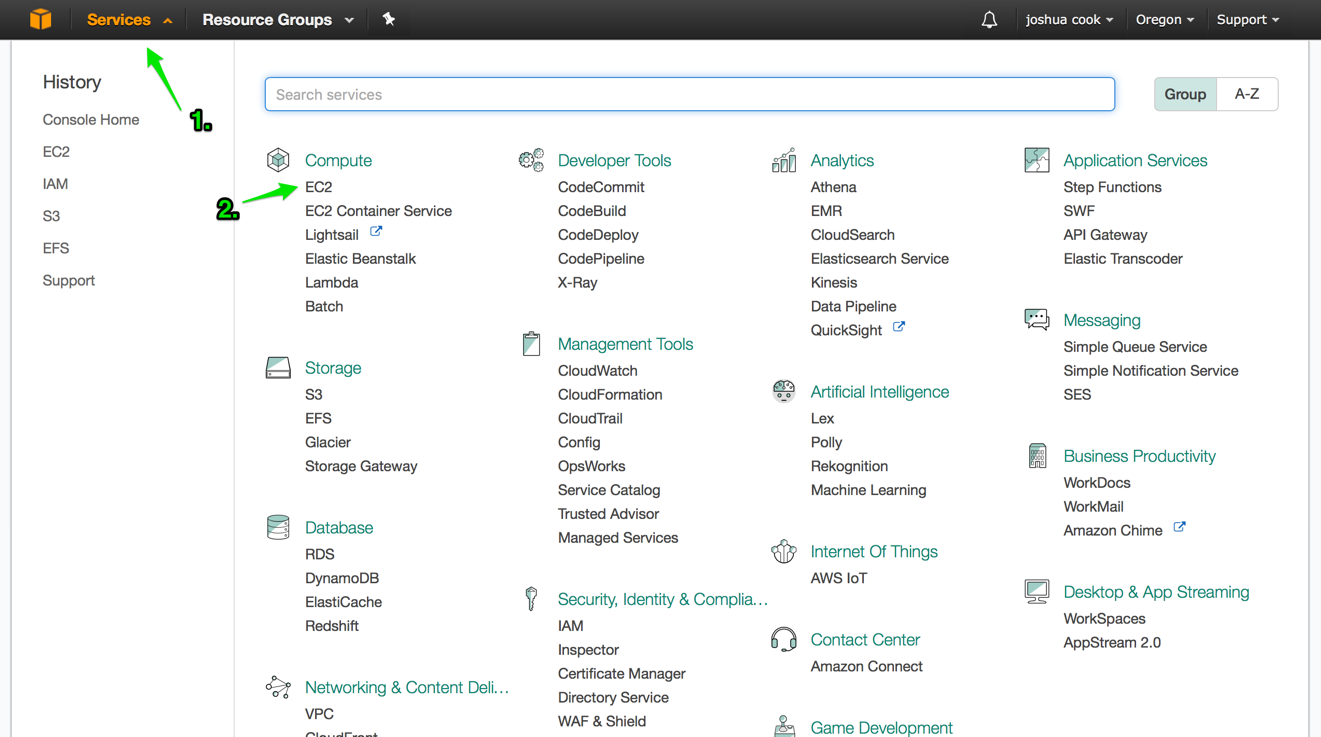 Services
Resource Groups
joshua cook
Oregon
Support
History
Console Home
EC2
IAM
S3
EFS
Support
1.
2.
Search services
Group
A-Z
Compute
EC2
EC2 Container Service
Lightsail
Elastic Beanstalk
Lambda
Batch
Storage
S3
EFS
Glacier
Storage Gateway
Database
RDS
DynamoDB
ElastiCache
Redshift
Networking & Content Deli...
VPC
CloudFront
Developer Tools
CodeCommit
CodeBuild
CodeDeploy
CodePipeline
X-Ray
Management Tools
CloudWatch
CloudFormation
CloudTrail
Config
OpsWorks
Service Catalog
Trusted Advisor
Managed Services
Security, Identity & Complia...
IAM
Inspector
Certificate Manager
Directory Service
WAF & Shield
Analytics
Athena
EMR
CloudSearch
Elasticsearch Service
Kinesis
Data Pipeline
QuickSight
Artificial Intelligence
Lex
Polly
Rekognition
Machine Learning
Internet Of Things
AWS IoT
Contact Center
Amazon Connect
Game Development
Application Services
Step Functions
SWF
API Gateway
Elastic Transcoder
Messaging
Simple Queue Service
Simple Notification Service
SES
Business Productivity
WorkDocs
WorkMail
Amazon Chime
Desktop & App Streaming
WorkSpaces
AppStream 2.0